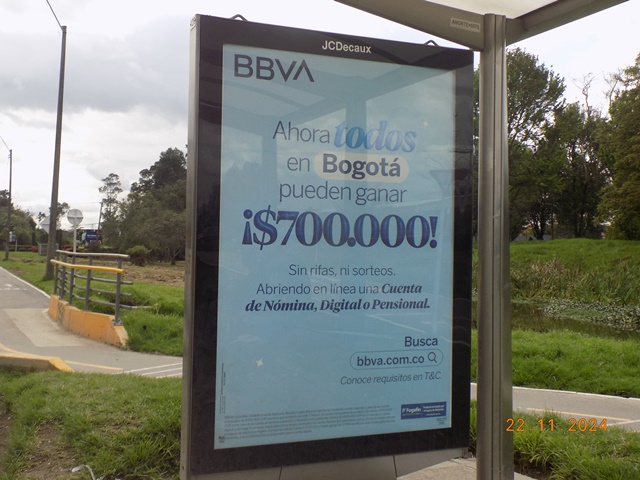 JCDecaux
BBVA
Ahora todos
en Bogotá
pueden ganar
¡$700.000!
Sin rifas, ni sorteos.
Abriendo en línea una Cuenta
de Nómina, Digital o Pensional.
Busca
bbva.com.co
Conoce requisitos en T&C.
Fogafín
22 11 2024